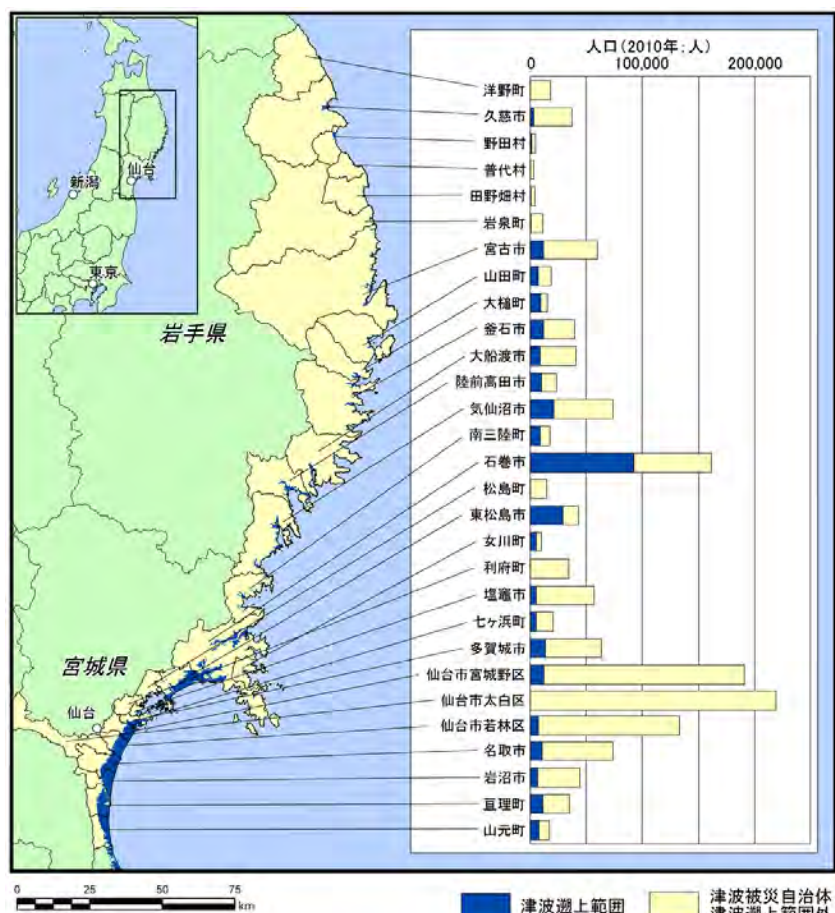 人口(2010年;人)
0 100,000 200,000
洋野町
久慈市
野田村
普代村
田野畑村
岩泉町
宮古市
山田町
大槌町
釜石市
大船渡市
陸前高田市
気仙沼市
南三陸町
石巻市
松島町
東松島市
女川町
利府町
塩竈市
七ヶ浜町
多賀城市
仙台市宮城野区
仙台市太白区
仙台市若林区
名取市
岩沼市
亘理町
山元町
仙台
新潟
東京
岩手県
宮城県
仙台
0 25 50 75
km
津波遡上範囲
津波被災自治体
津波遡上範囲外